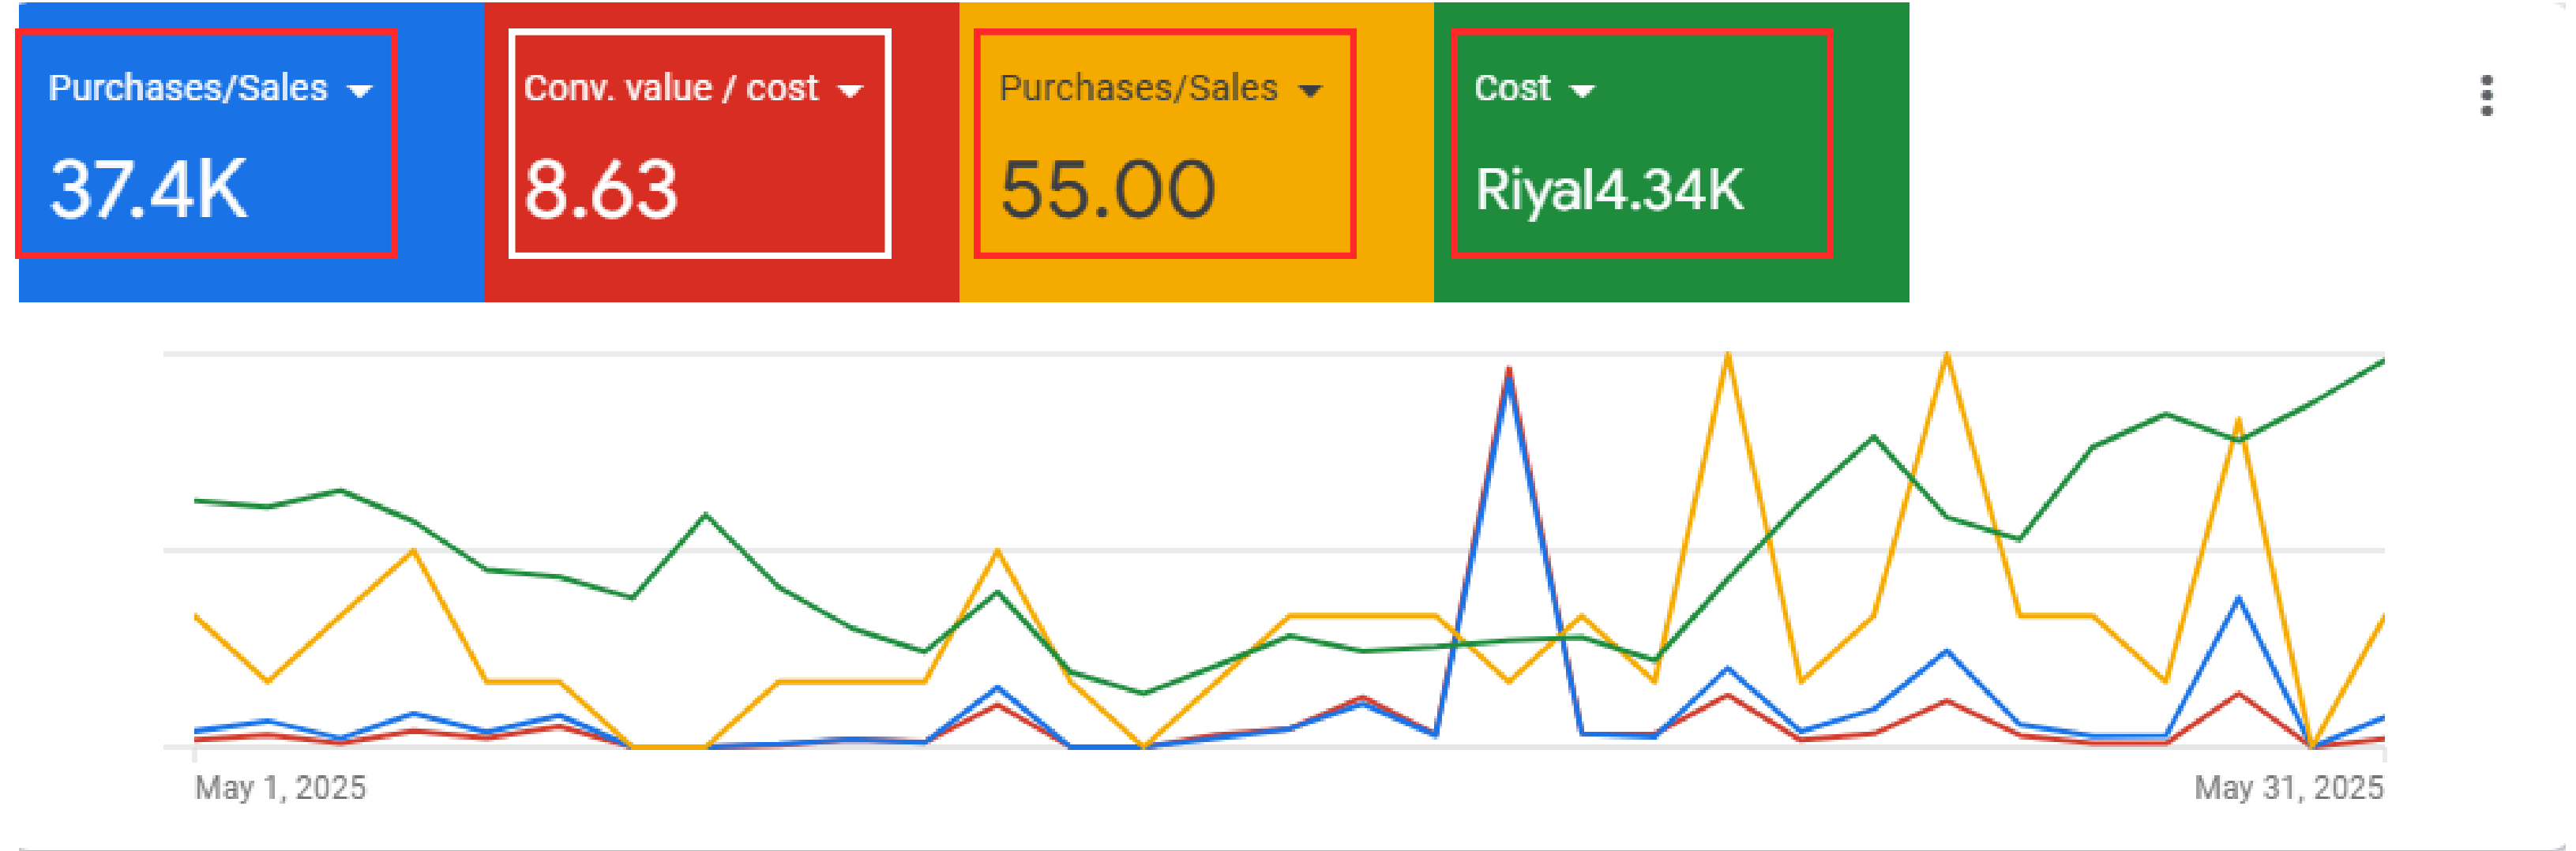 Purchases/Sales
37.4K
Conv. value / cost
8.63
Purchases/Sales
55.00
Cost
Riyal4.34K
May 1, 2025
May 31, 2025